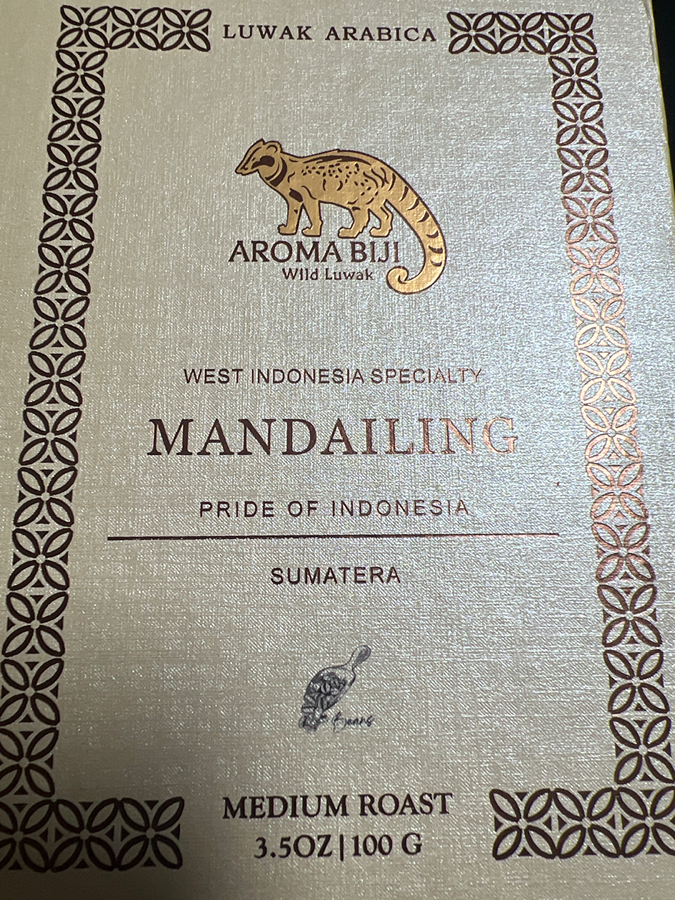 LUWAK ARABICA
AROMA BIJI
Wild Luwak
WEST INDONESIA SPECIALTY
MANDAILING
PRIDE OF INDONESIA
SUMATERA
Beans
MEDIUM ROAST
3.5OZ|100 G